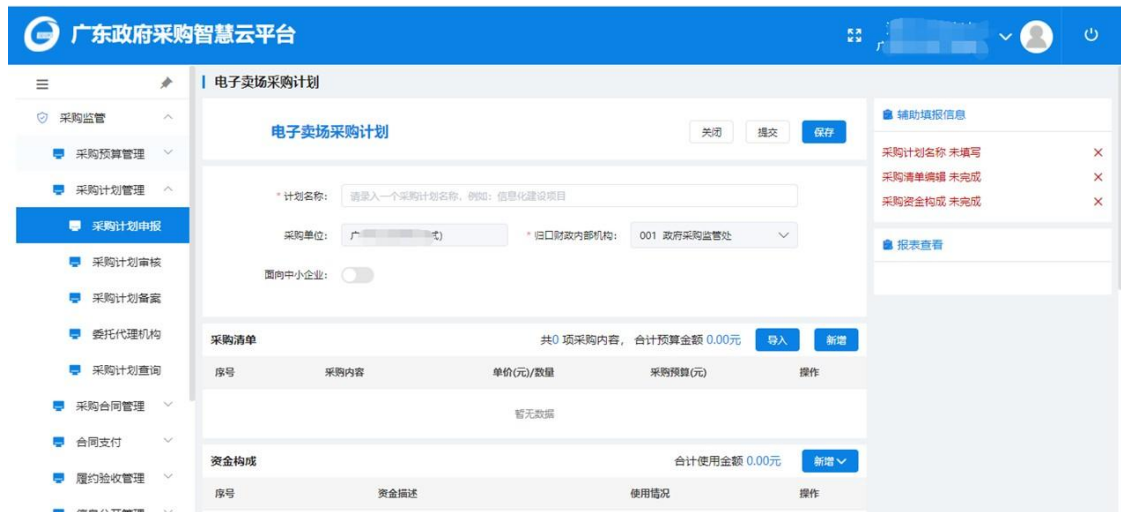 广东政府采购智慧云平台
电子卖场采购计划
采购监管
采购预算管理
采购计划管理
采购计划申报
采购计划审核
采购计划备案
委托代理机构
采购计划查询
采购合同管理
合同支付
履约验收管理
电子卖场采购计划
关闭 提交 保存
* 计划名称: 请录入一个采购计划名称, 例如: 信息化建设项目
采购单位: 广
* 归口财政内部机构: 001 政府采购监管处
面向中小企业:
采购清单 共0 项采购内容, 合计预算金额 0.00元 导入 新增
序号 采购内容 单价(元)/数量 采购预算(元) 操作
暂无数据
资金构成 合计使用金额 0.00元 新增
序号 资金描述 使用情况 操作
辅助填报信息
采购计划名称 未填写
采购清单编辑 未完成
采购资金构成 未完成
报表查看